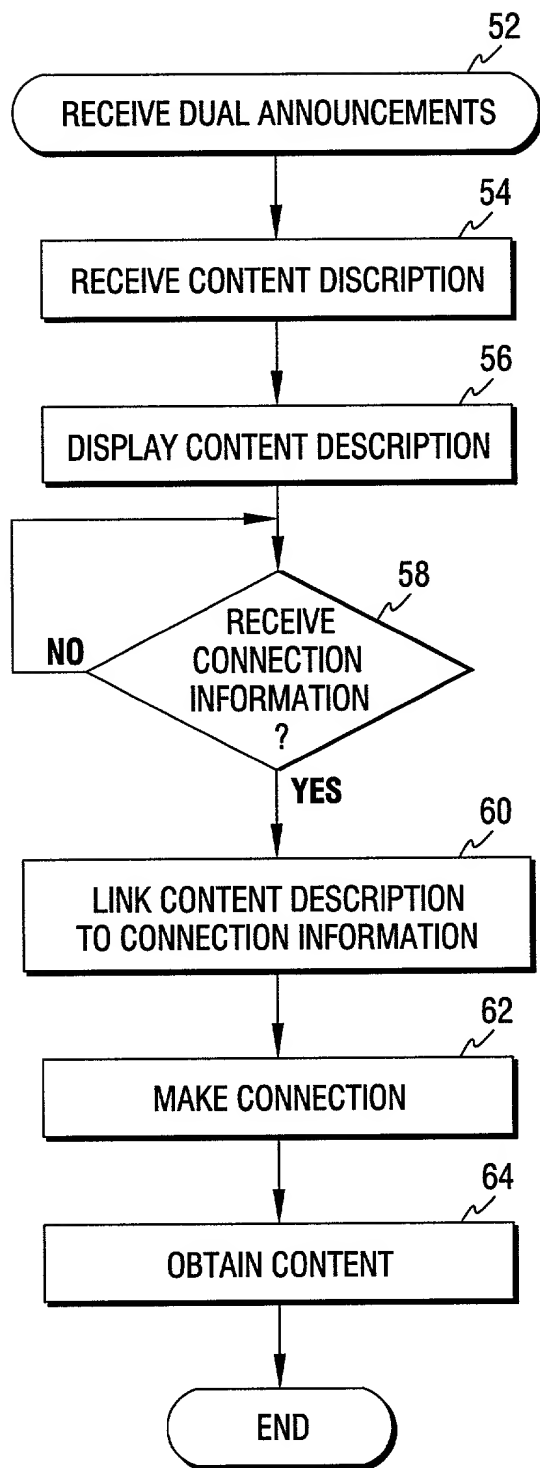 52
RECEIVE DUAL ANNOUNCEMENTS
54
RECEIVE CONTENT DISCRIPTION
56
DISPLAY CONTENT DESCRIPTION
58
RECEIVE
CONNECTION
INFORMATION
?
NO
YES
60
LINK CONTENT DESCRIPTION
TO CONNECTION INFORMATION
62
MAKE CONNECTION
64
OBTAIN CONTENT
END